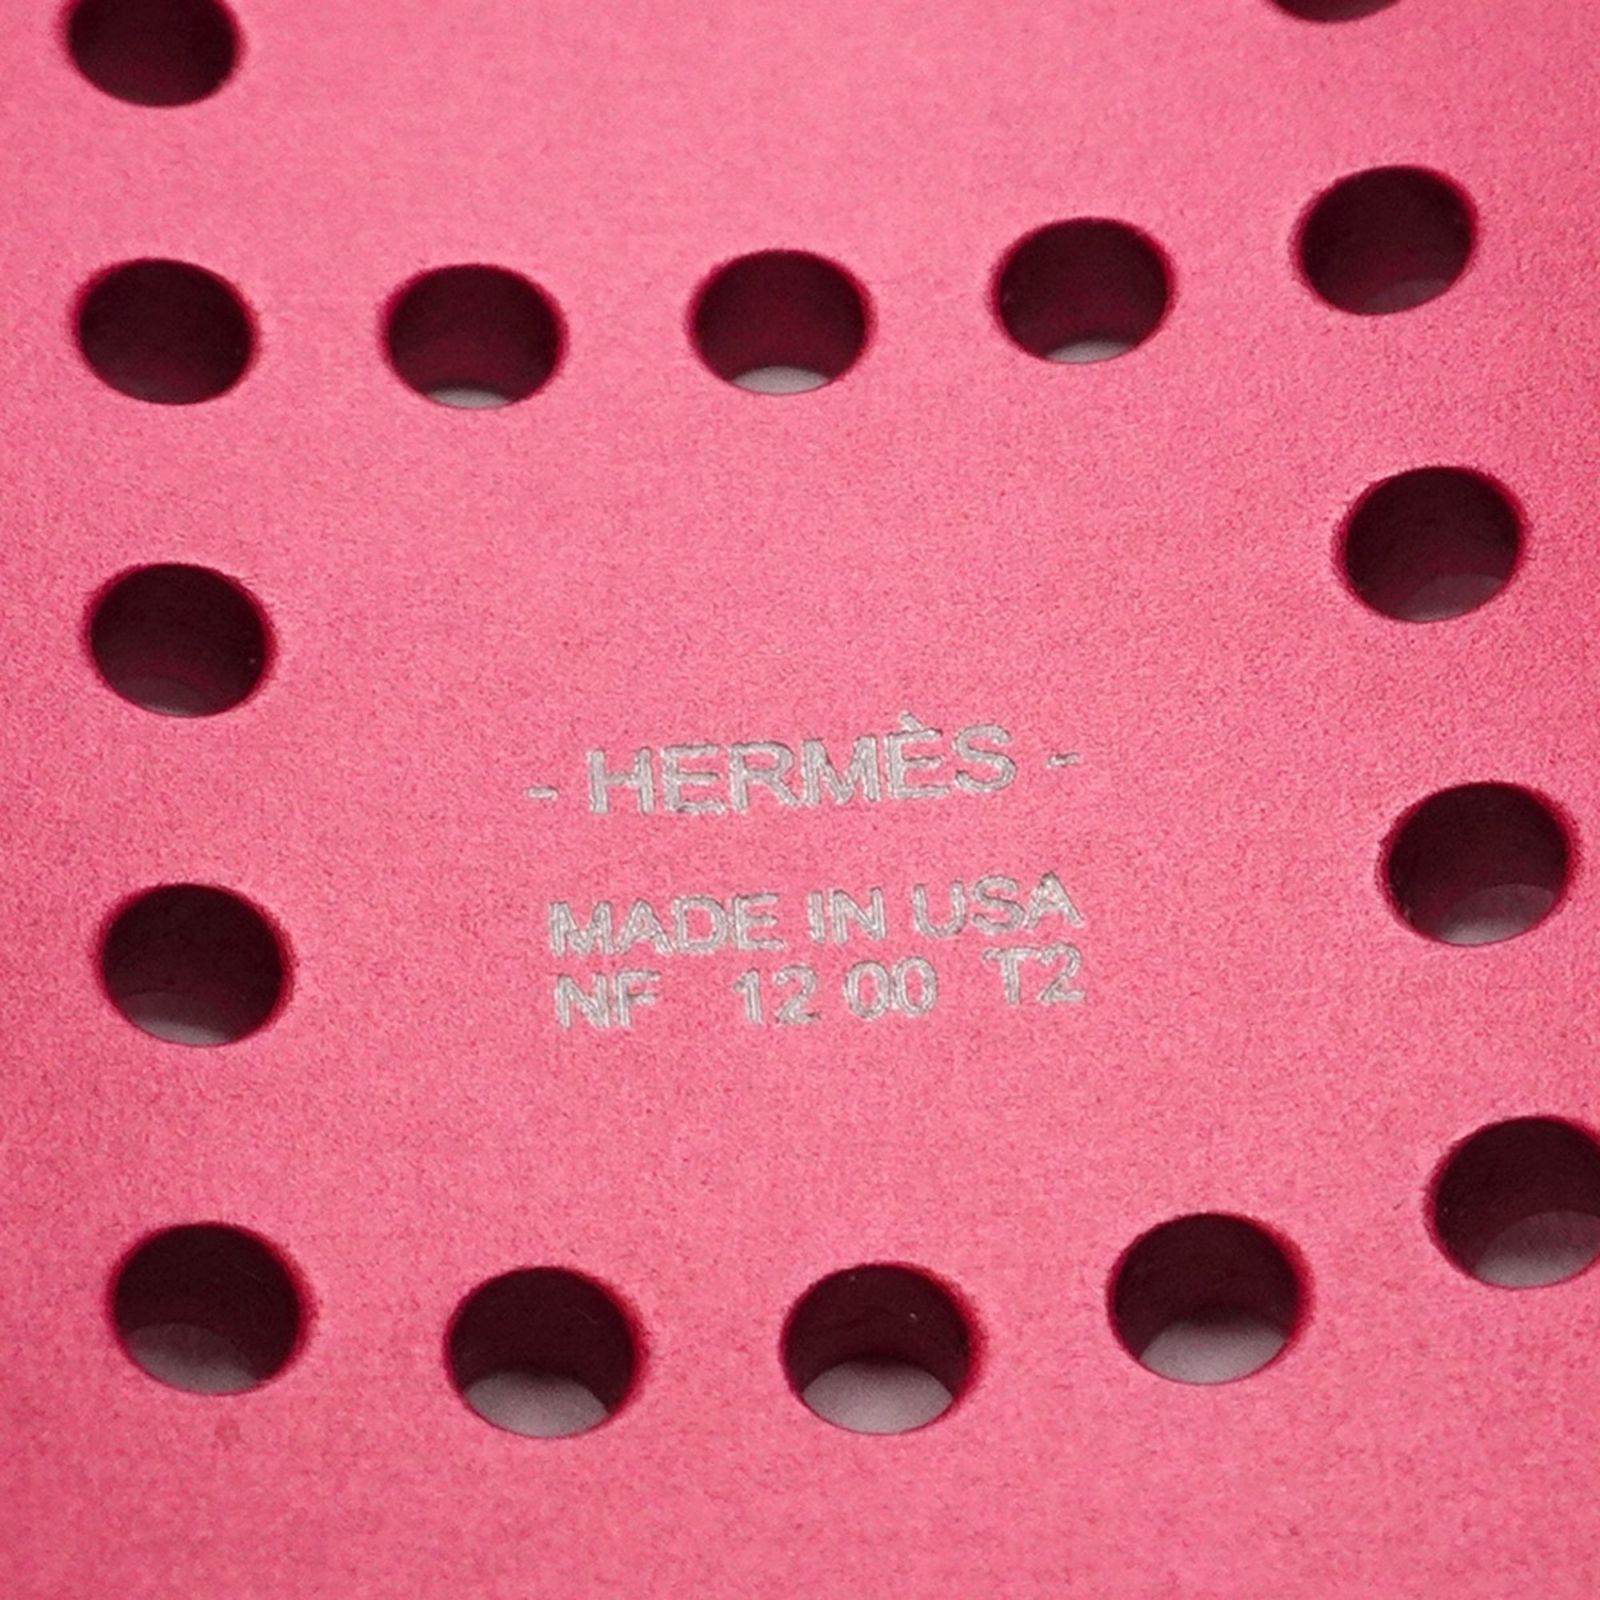 - HERMÈS -
MADE IN USA
NF 12 00 T2